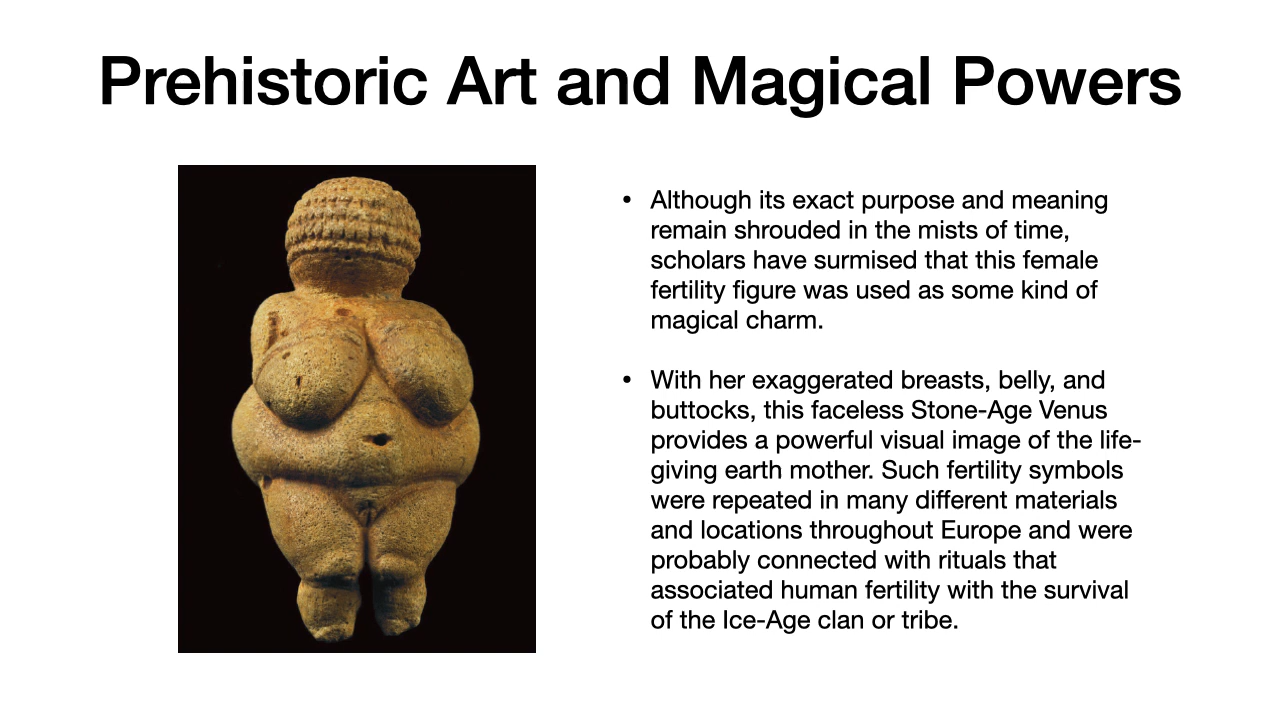 Prehistoric Art and Magical Powers
• Although its exact purpose and meaning
remain shrouded in the mists of time,
scholars have surmised that this female
fertility figure was used as some kind of
magical charm.
• With her exaggerated breasts, belly, and
buttocks, this faceless Stone-Age Venus
provides a powerful visual image of the life-
giving earth mother. Such fertility symbols
were repeated in many different materials
and locations throughout Europe and were
probably connected with rituals that
associated human fertility with the survival
of the Ice-Age clan or tribe.